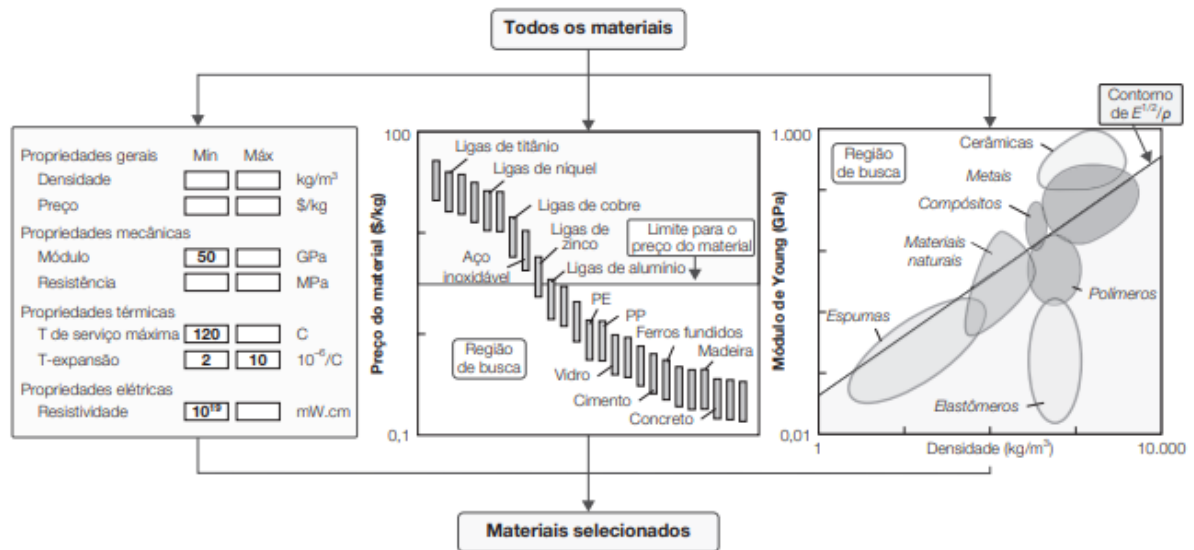 Todos os materiais
Propriedades gerais Mín Máx
Densidade kg/m³
Preço $/kg
Propriedades mecânicas
Módulo 50 GPa
Resistência MPa
Propriedades térmicas
T de serviço máxima 120 C
T-expansão 2 10 10⁻⁶/C
Propriedades elétricas
Resistividade 10¹⁹ mW.cm
Preço do material ($/kg)
100
0,1
Ligas de titânio
Ligas de níquel
Ligas de cobre
Ligas de
zinco
Limite para o
preço do material
Aço
inoxidável
Ligas de alumínio
PE
PP
Ferros fundidos
Madeira
Região
de busca
Vidro
Cimento
Concreto
Módulo de Young (GPa)
1.000
0,01
Contorno
de E¹/²/ρ
Região
de busca
Cerâmicas
Metais
Compósitos
Materiais
naturais
Polímeros
Espumas
Elastômeros
1
Densidade (kg/m³)
10.000
Materiais selecionados